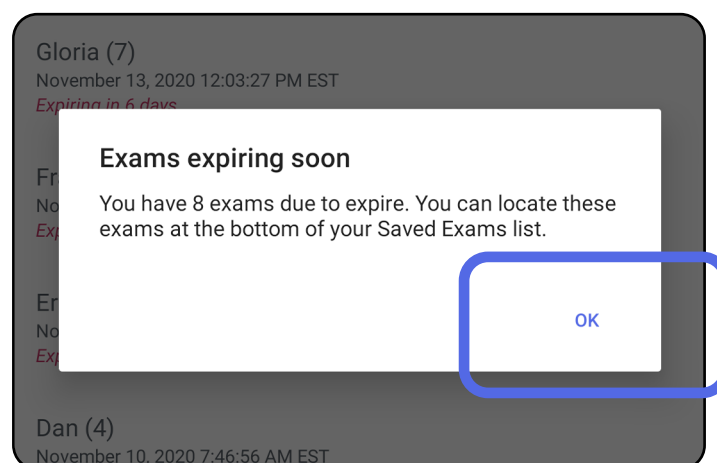 Gloria (7)
November 13, 2020 12:03:27 PM EST
Expiring in 6 days
Exams expiring soon
You have 8 exams due to expire. You can locate these
exams at the bottom of your Saved Exams list.
OK
Dan (4)
November 10, 2020 7:46:56 AM EST